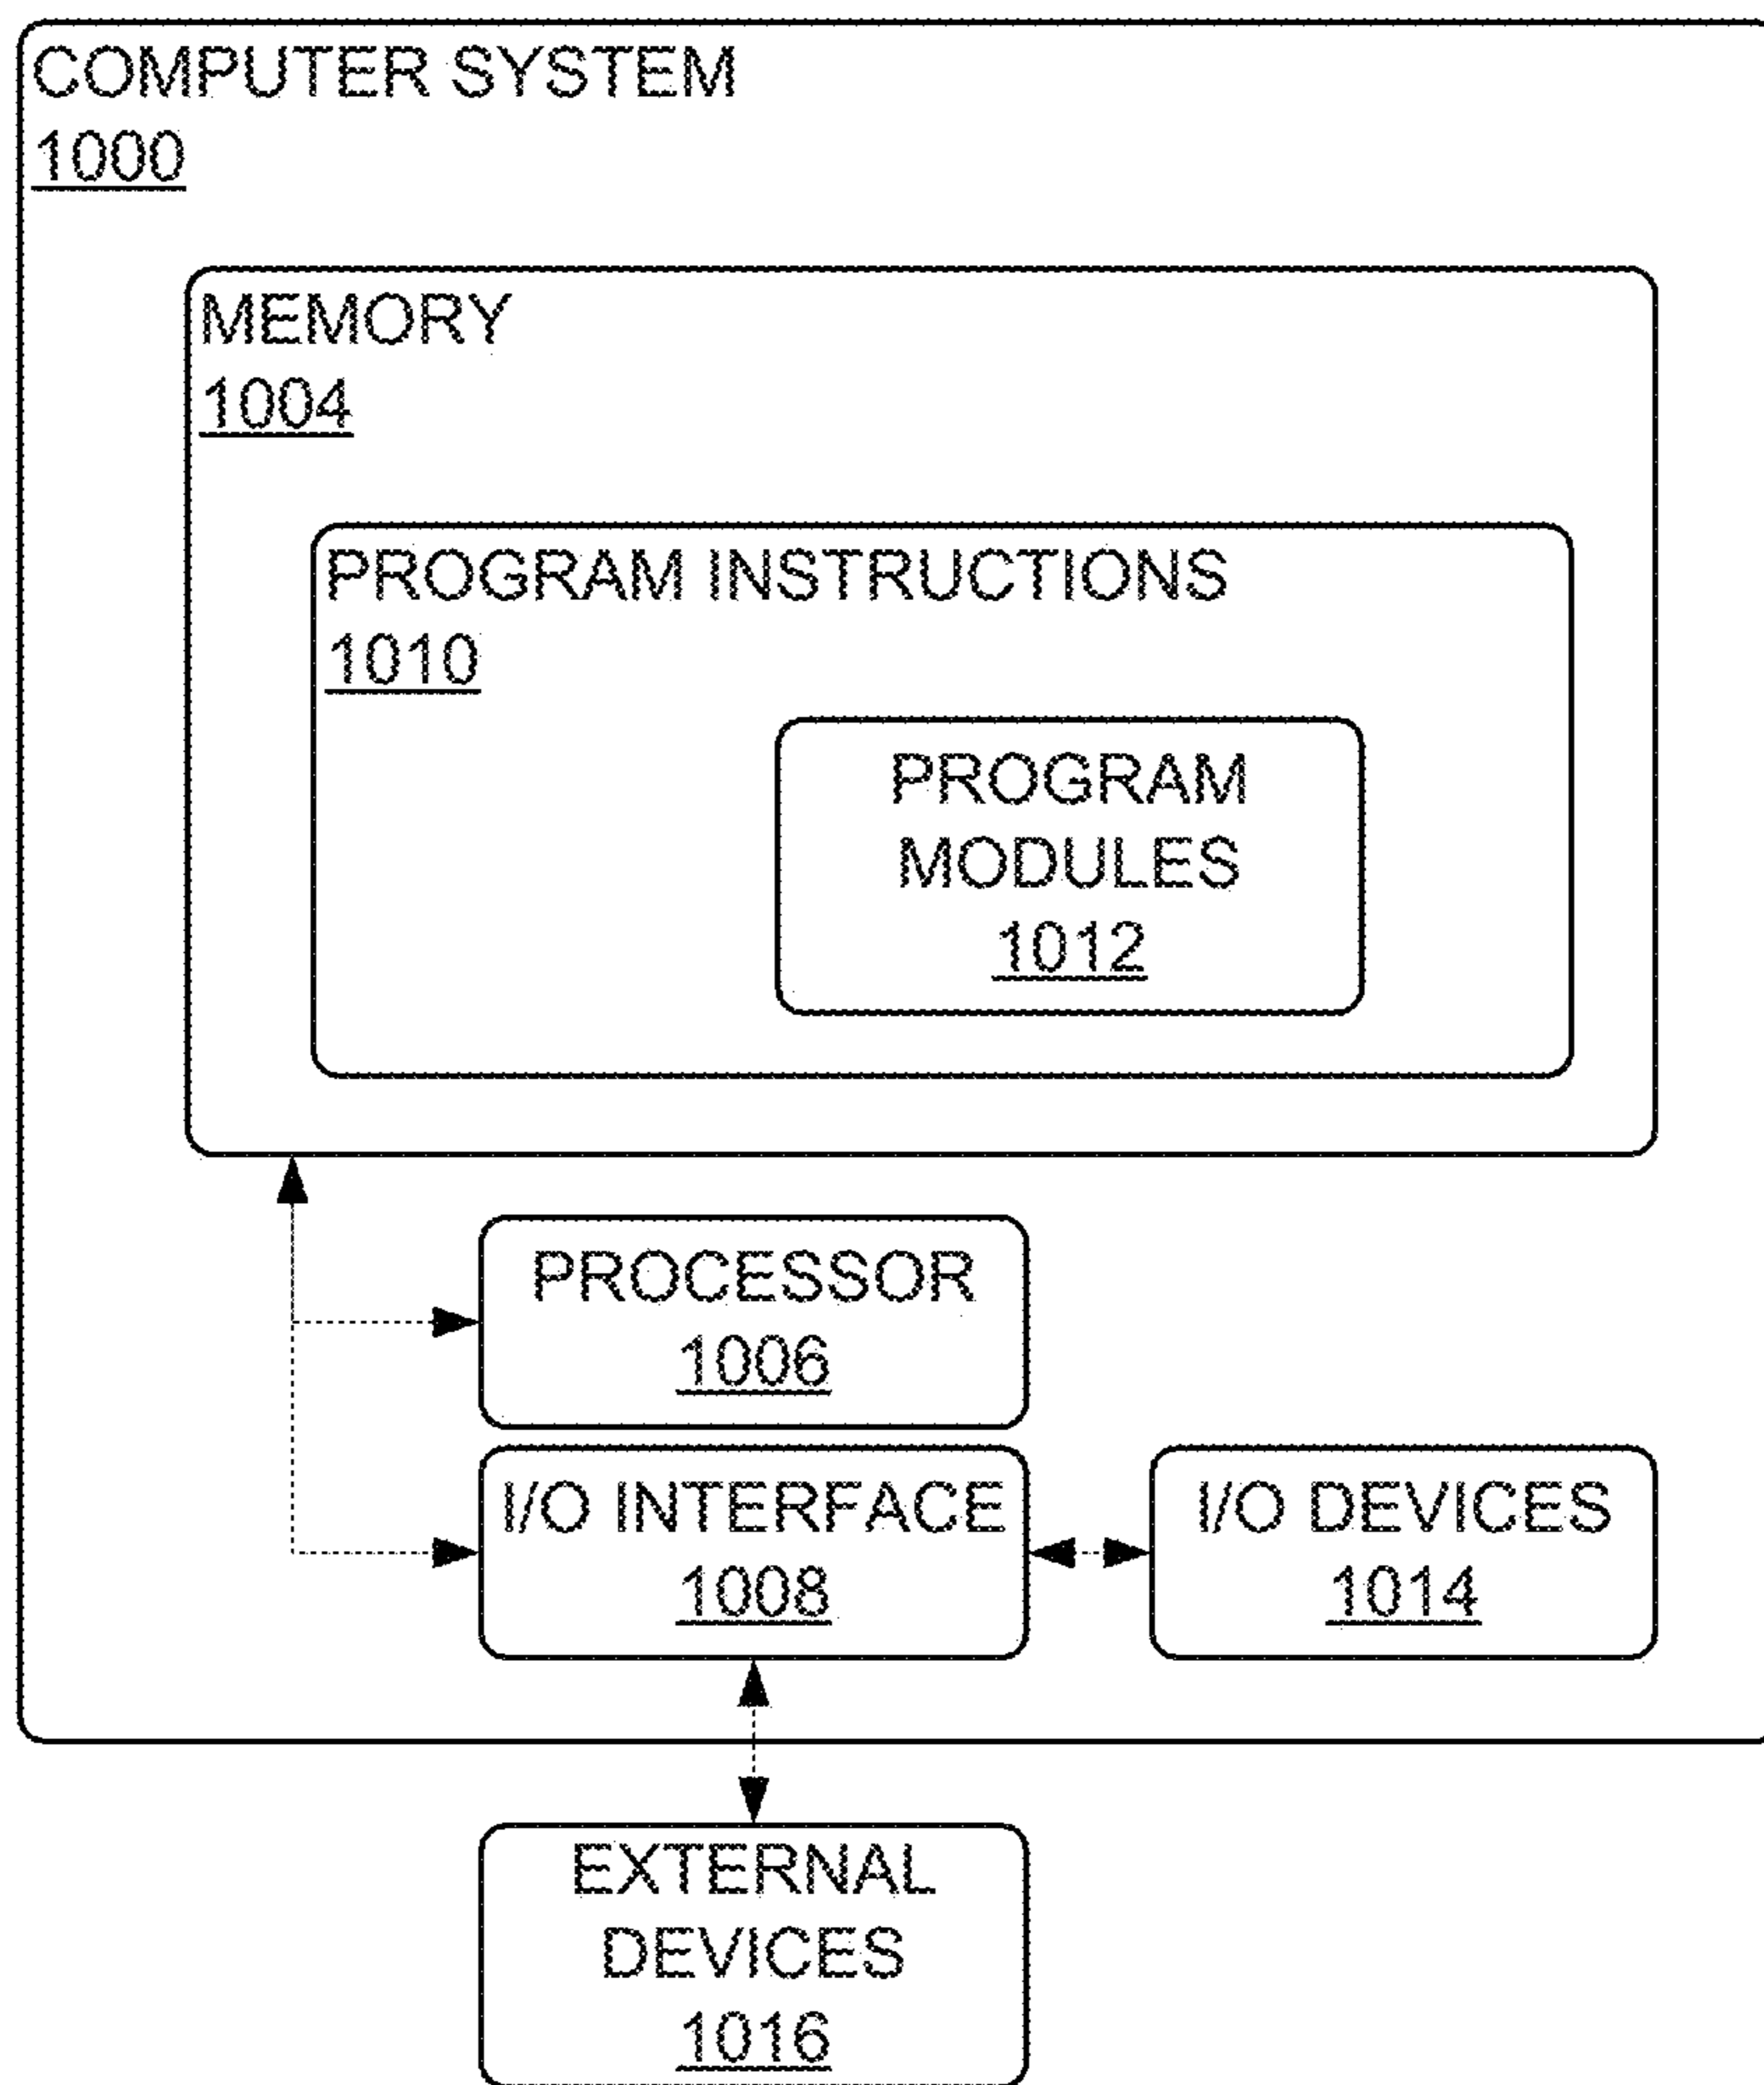 COMPUTER SYSTEM
1000
MEMORY
1004
PROGRAM INSTRUCTIONS
1010
PROGRAM
MODULES
1012
PROCESSOR
1006
I/O INTERFACE
1008
I/O DEVICES
1014
EXTERNAL
DEVICES
1016